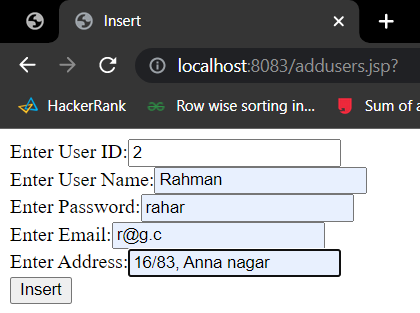 Insert
localhost:8083/addusers.jsp?
HackerRank Row wise sorting in... Sum of a
Enter User ID: 2
Enter User Name: Rahman
Enter Password: rahar
Enter Email: r@g.c
Enter Address: 16/83, Anna nagar
Insert